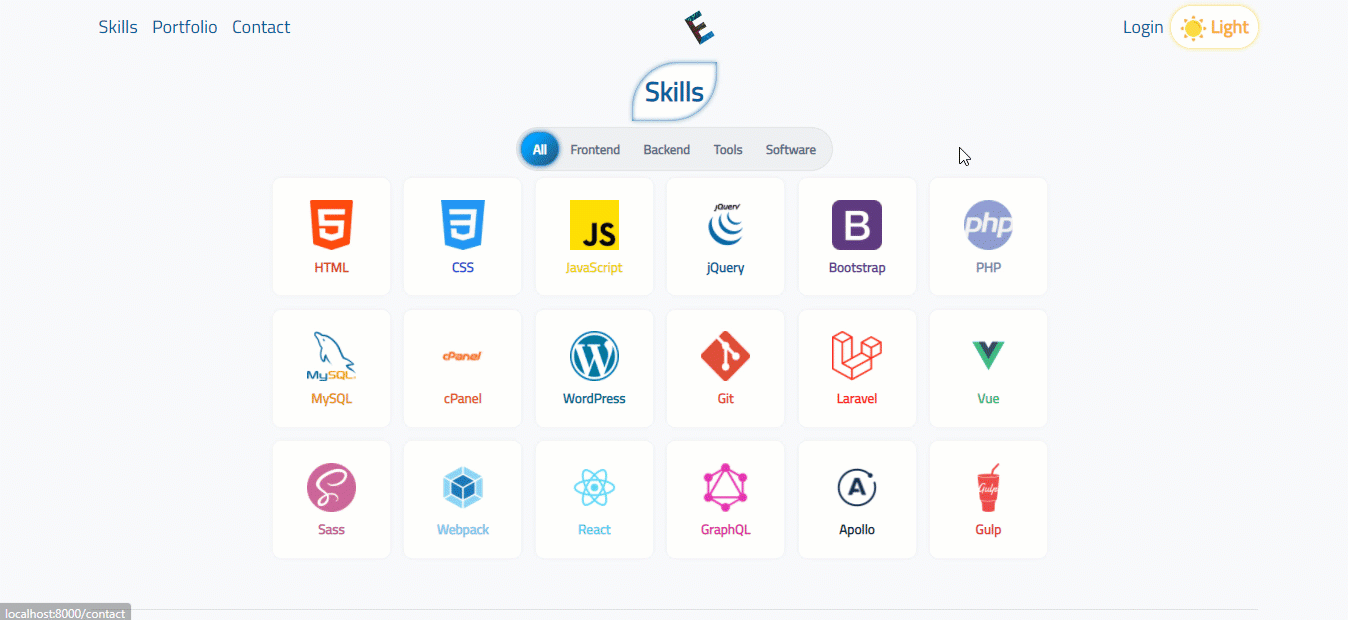 Skills Portfolio Contact E Login Light
Skills
All Frontend Backend Tools Software
JS jQuery B php
HTML CSS JavaScript jQuery Bootstrap PHP
MySQL cPanel W
MySQL cPanel WordPress Git Laravel Vue
A Gulp
Sass Webpack React GraphQL Apollo Gulp
localhost:8000/contact